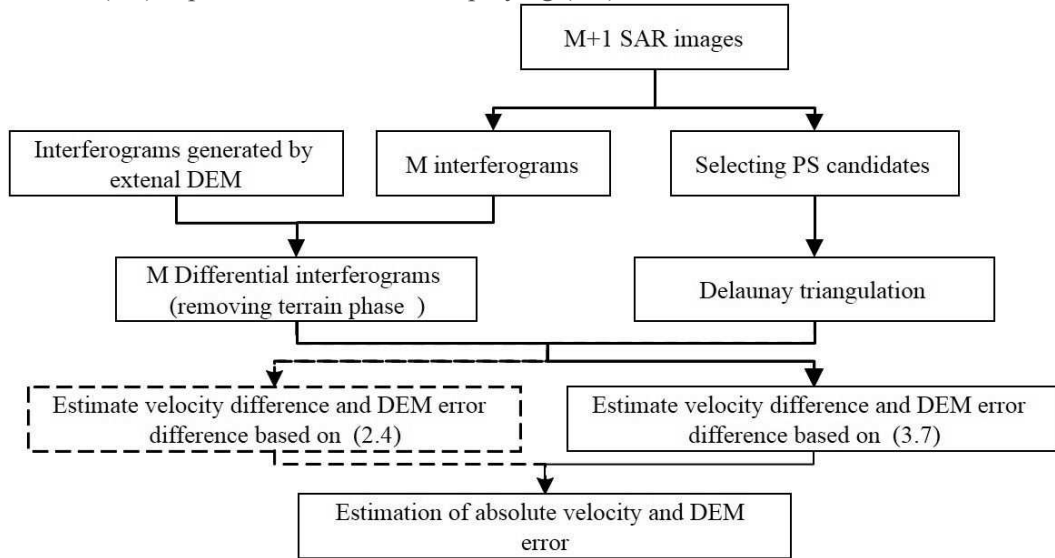 M+1 SAR images
Interferograms generated by
extenal DEM
M interferograms
Selecting PS candidates
M Differential interferograms
(removing terrain phase )
Delaunay triangulation
Estimate velocity difference and DEM error
difference based on (2.4)
Estimate velocity difference and DEM error
difference based on (3.7)
Estimation of absolute velocity and DEM
error